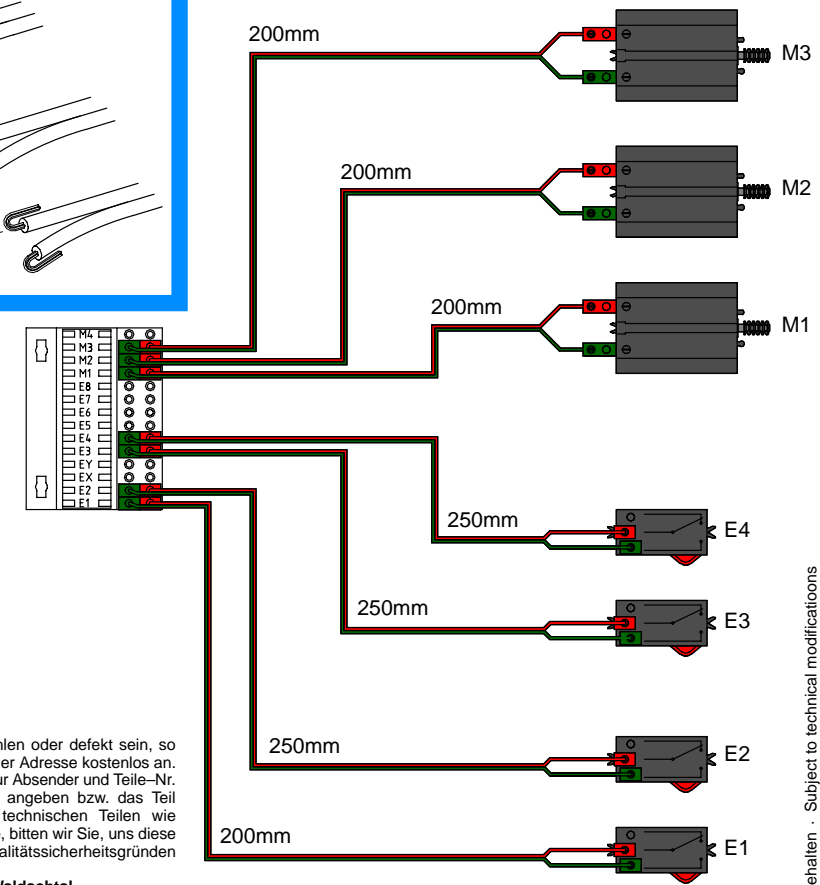 200mm
M3
200mm
M2
200mm
M1
M4
M3
M2
M1
E8
E7
E6
E5
E4
E3
EY
EX
E2
E1
250mm
E4
250mm
E3
250mm
E2
200mm
E1
hlen oder defekt sein, so
er Adresse kostenlos an.
ur Absender und Teile–Nr.
angeben bzw. das Teil
technischen Teilen wie
e, bitten wir Sie, uns diese
alitätssicherheitsgründen
ehalten · Subject to technical modificatioons